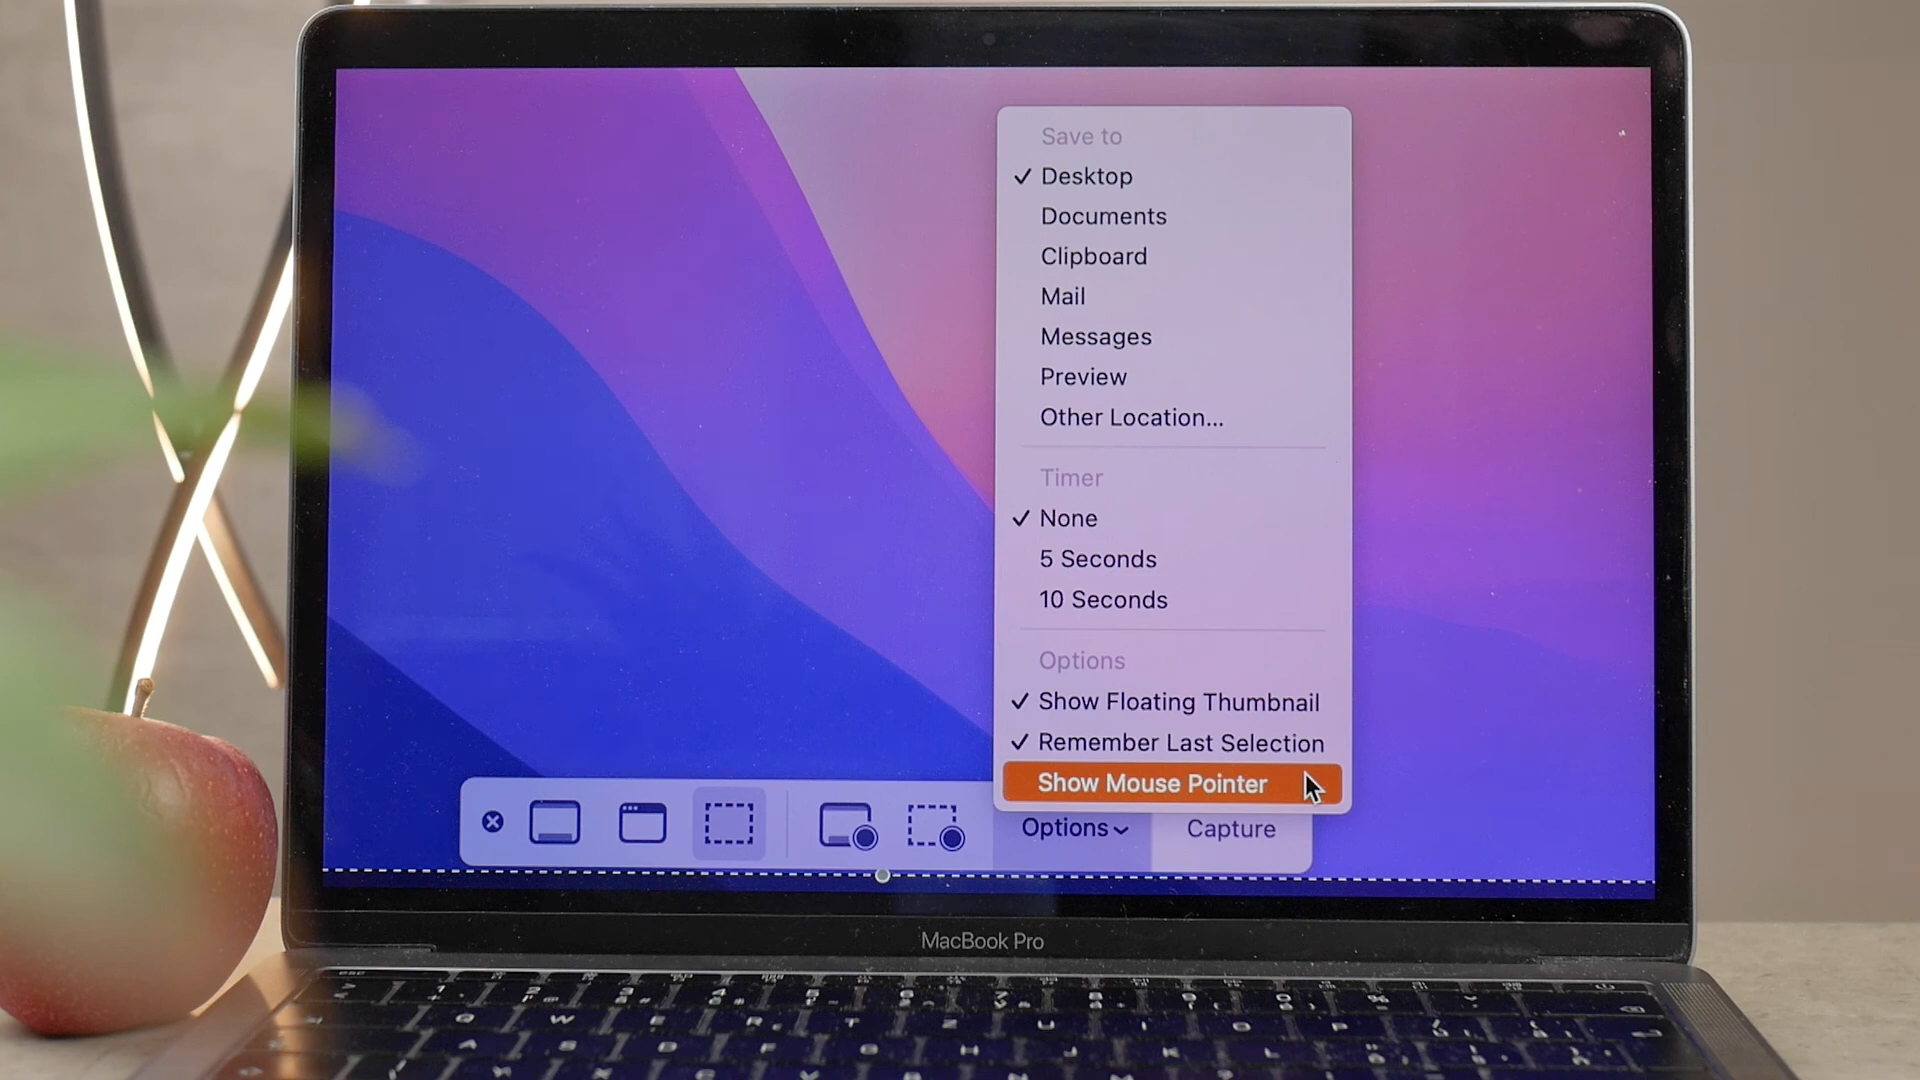 Save to
✓ Desktop
Documents
Clipboard
Mail
Messages
Preview
Other Location...
Timer
✓ None
5 Seconds
10 Seconds
Options
✓ Show Floating Thumbnail
✓ Remember Last Selection
Show Mouse Pointer
Options
Capture
MacBook Pro
esc
Q W E R T Z U I O P
A S D F G H J K L